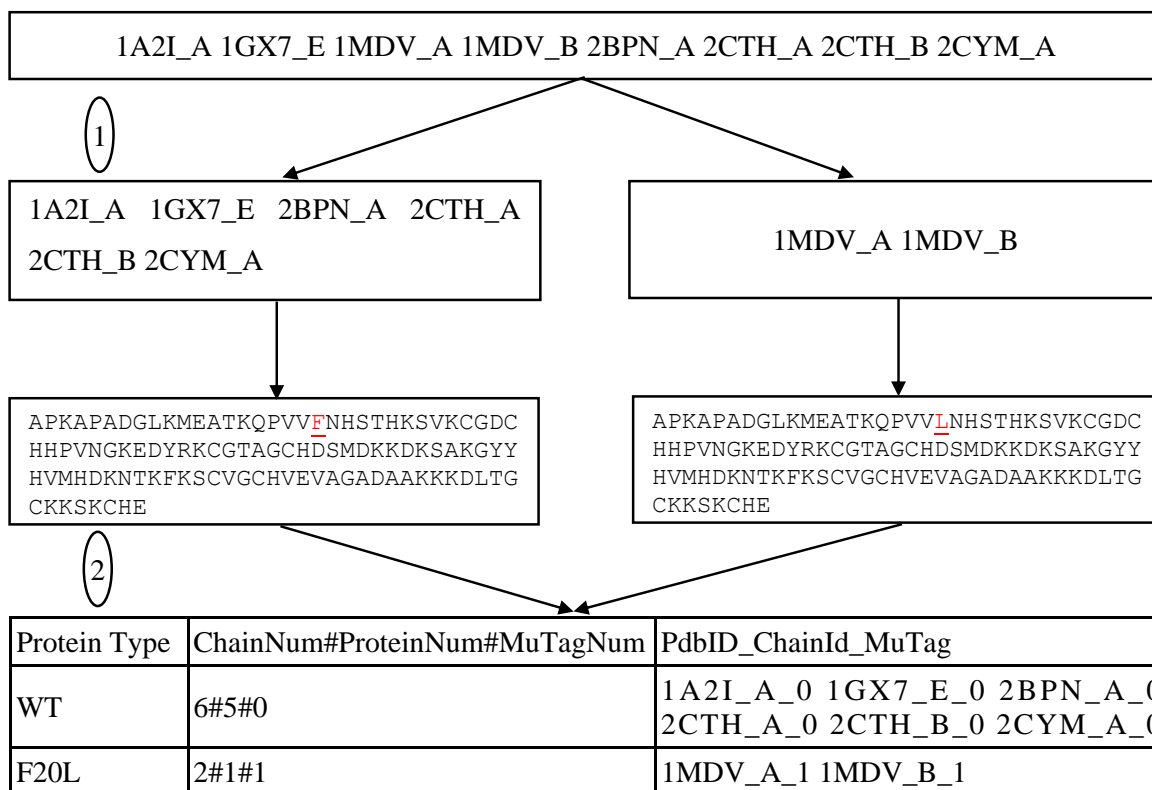 1A2I_A 1GX7_E 1MDV_A 1MDV_B 2BPN_A 2CTH_A 2CTH_B 2CYM_A
1
1A2I_A 1GX7_E 2BPN_A 2CTH_A
2CTH_B 2CYM_A
1MDV_A 1MDV_B
APKAPADGLKMEATKQPVVFNHSTHKSVKCGDC
HHPVNGKEDYRKCGTAGCHDSMDKKDKSAKGYY
HVMHDKNTKFKSCVGCHVEVAGADAAKKKDLTG
CKKSKCHE
APKAPADGLKMEATKQPVVLNHSTHKSVKCGDC
HHPVNGKEDYRKCGTAGCHDSMDKKDKSAKGYY
HVMHDKNTKFKSCVGCHVEVAGADAAKKKDLTG
CKKSKCHE
2
Protein Type ChainNum#ProteinNum#MuTagNum PdbID_ChainId_MuTag
WT 6#5#0 1A2I_A_0 1GX7_E_0 2BPN_A_0
2CTH_A_0 2CTH_B_0 2CYM_A_0
F20L 2#1#1 1MDV_A_1 1MDV_B_1